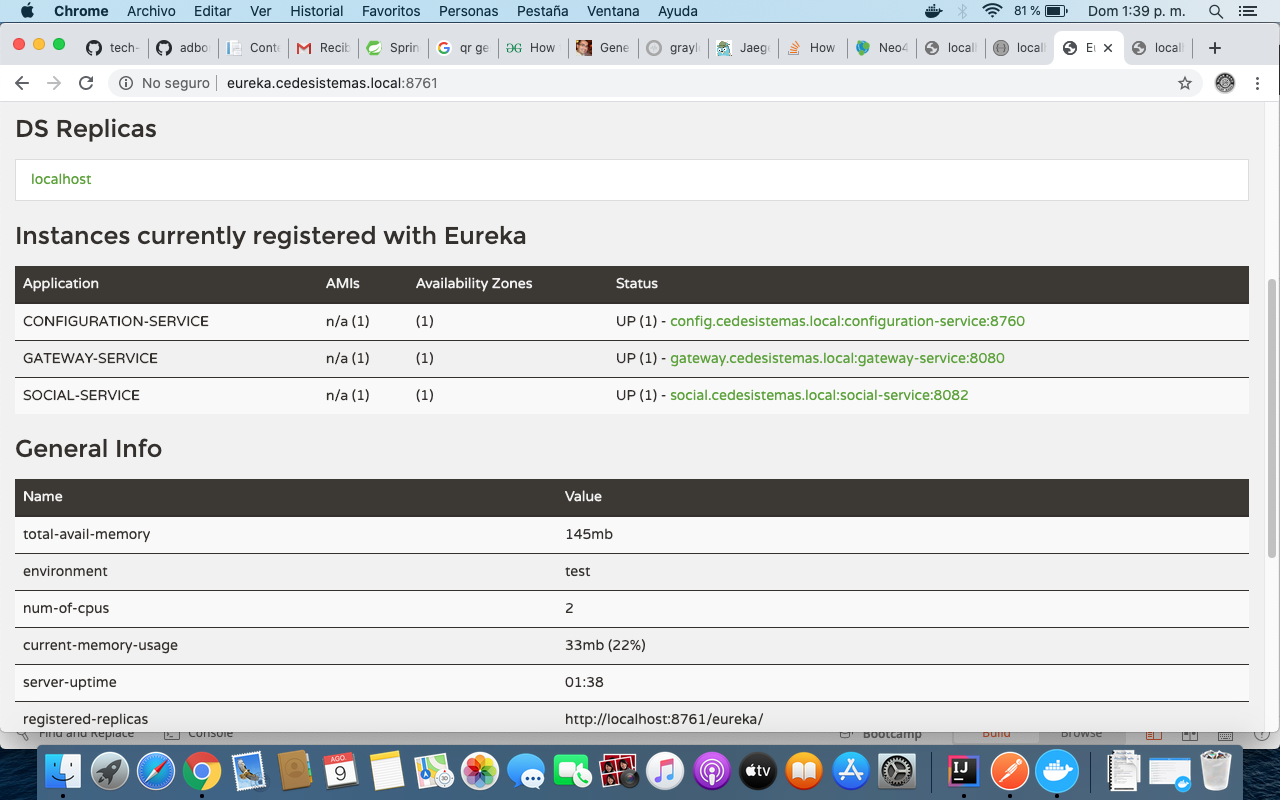 Chrome Archivo Editar Ver Historial Favoritos Personas Pestaña Ventana Ayuda 81 % Dom 1:39 p. m.
tech- adbo Conte Recib Sprin qr ge How Gene grayl Jaeg How Neo4 locall locall Eu locall
No seguro eureka.cedesistemas.local:8761
DS Replicas
localhost
Instances currently registered with Eureka
Application AMIs Availability Zones Status
CONFIGURATION-SERVICE n/a (1) (1) UP (1) - config.cedesistemas.local:configuration-service:8760
GATEWAY-SERVICE n/a (1) (1) UP (1) - gateway.cedesistemas.local:gateway-service:8080
SOCIAL-SERVICE n/a (1) (1) UP (1) - social.cedesistemas.local:social-service:8082
General Info
Name Value
total-avail-memory 145mb
environment test
num-of-cpus 2
current-memory-usage 33mb (22%)
server-uptime 01:38
registered-replicas http://localhost:8761/eureka/
Find and Replace Console Bootcamp Build Browse
AGO. 9 tv IJ